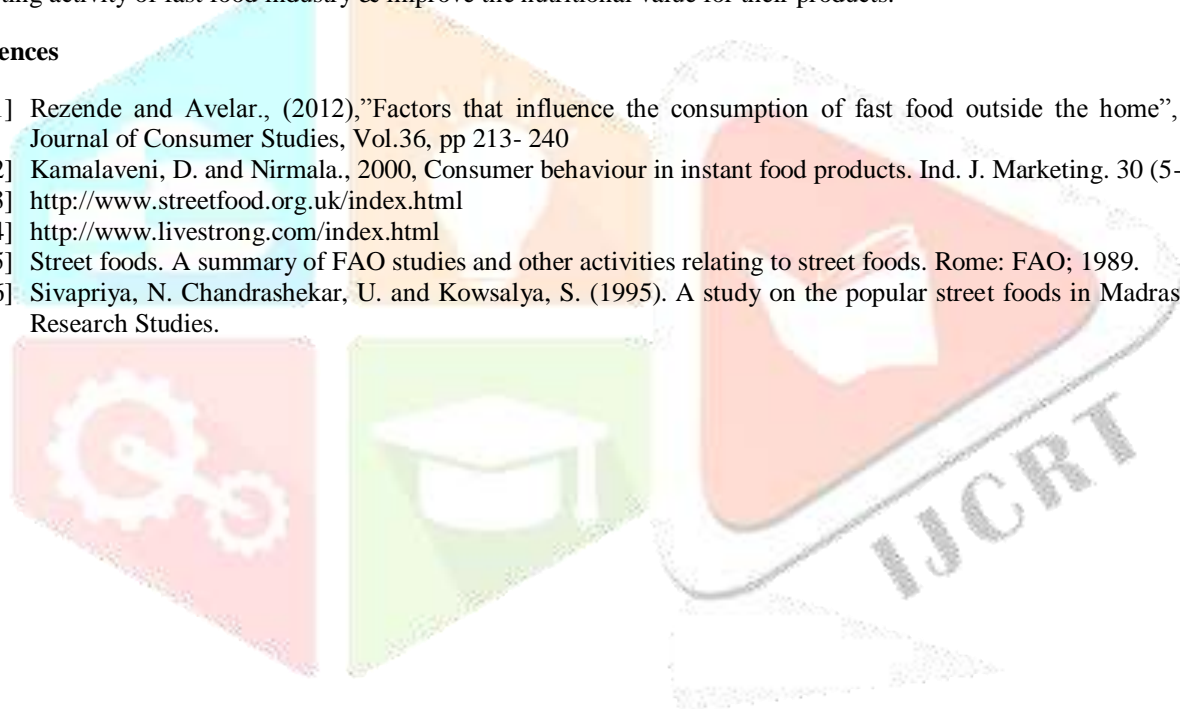 ting activity of fast food industry & improve the nutritional value for their products.
ences
1] Rezende and Avelar., (2012),”Factors that influence the consumption of fast food outside the home”,
Journal of Consumer Studies, Vol.36, pp 213- 240
2] Kamalaveni, D. and Nirmala., 2000, Consumer behaviour in instant food products. Ind. J. Marketing. 30 (5-
3] http://www.streetfood.org.uk/index.html
4] http://www.livestrong.com/index.html
5] Street foods. A summary of FAO studies and other activities relating to street foods. Rome: FAO; 1989.
6] Sivapriya, N. Chandrashekar, U. and Kowsalya, S. (1995). A study on the popular street foods in Madras
Research Studies.
IJCRT